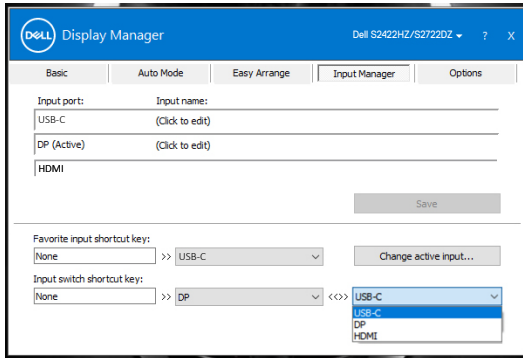 DELL Display Manager Dell S2422HZ/S2722DZ ? X
Basic Auto Mode Easy Arrange Input Manager Options
Input port: Input name:
USB-C (Click to edit)
DP (Active) (Click to edit)
HDMI
Save
Favorite input shortcut key:
None >> USB-C Change active input...
Input switch shortcut key:
None >> DP <<>> USB-C
USB-C
DP
HDMI